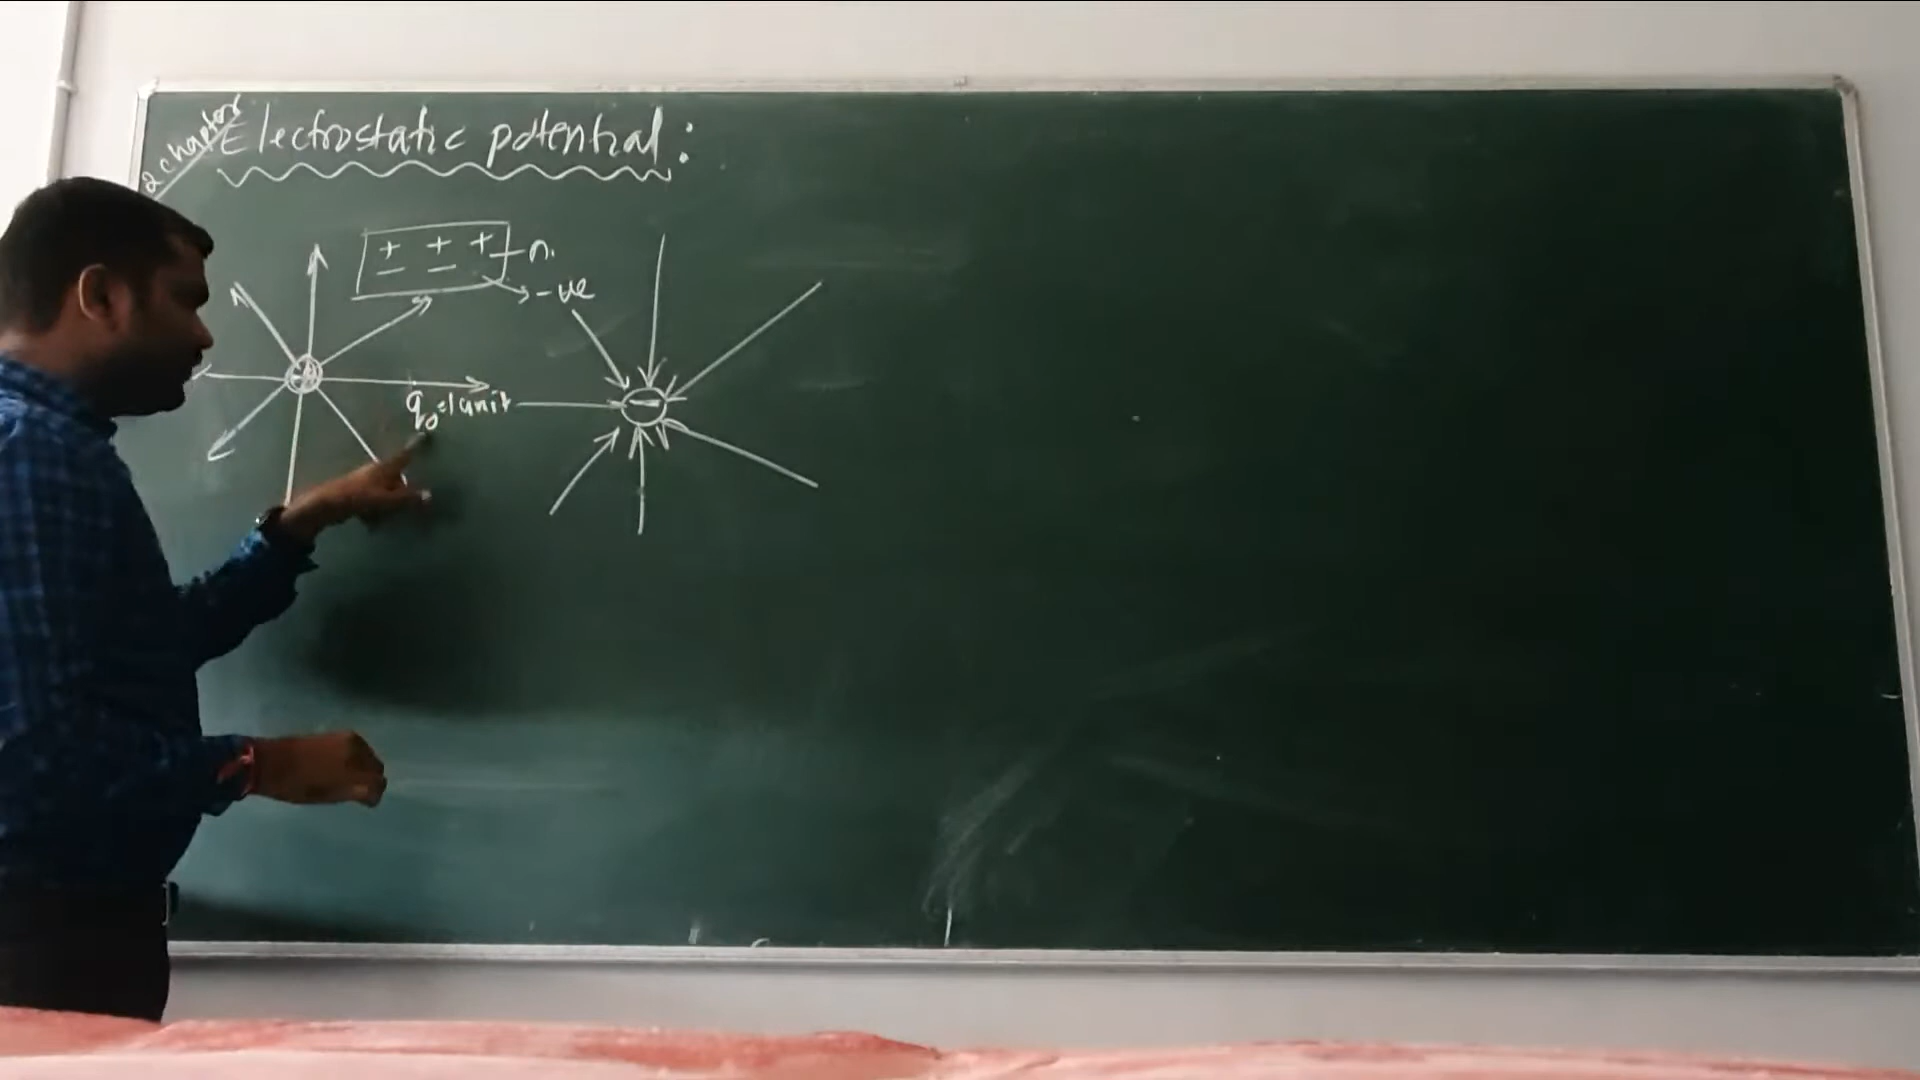 2 chapter
Electrostatic potential :
+ + + n.
- - -ve
+
q₀=1unit
-